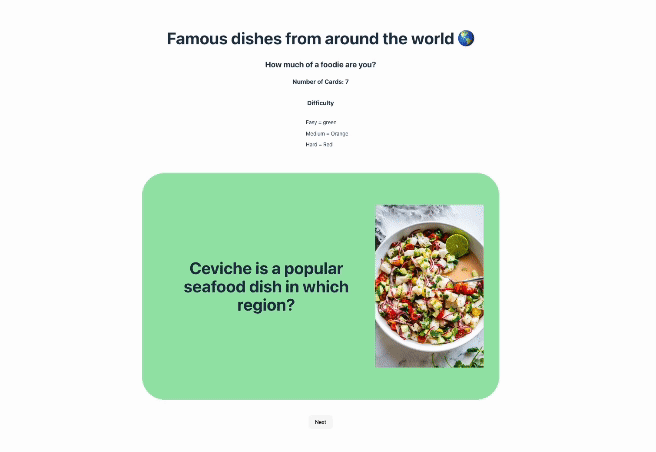 Famous dishes from around the world 🌎
How much of a foodie are you?
Number of Cards: 7
Difficulty
Easy = green
Medium = Orange
Hard = Red
Ceviche is a popular
seafood dish in which
region?
Next